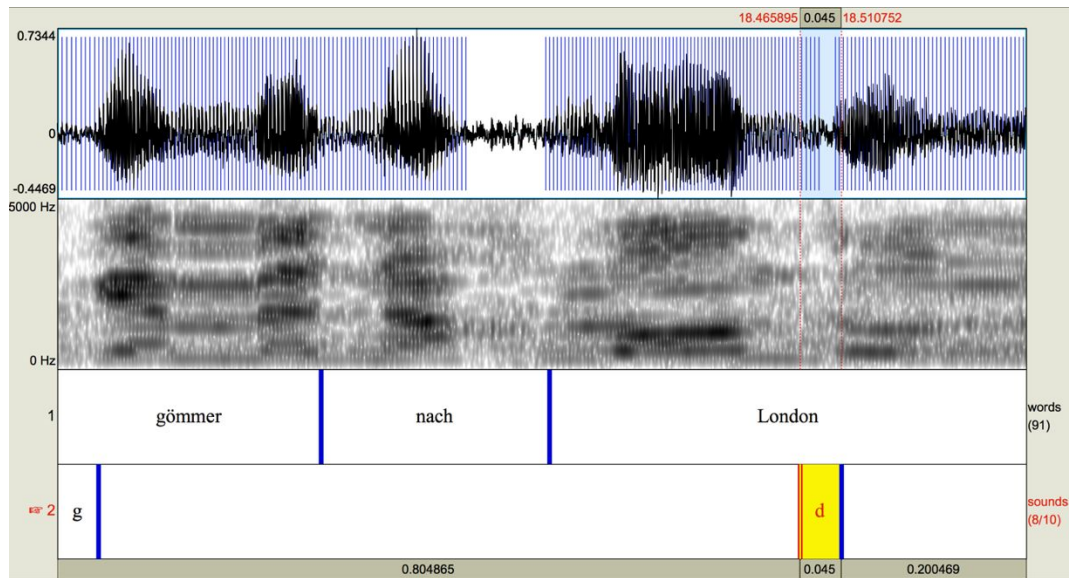 18.465895 0.045 18.510752
0.7344
0
-0.4469
5000 Hz
0 Hz
1 gömmer nach London words
(91)
☞ 2 g d sounds
(8/10)
0.804865 0.045 0.200469